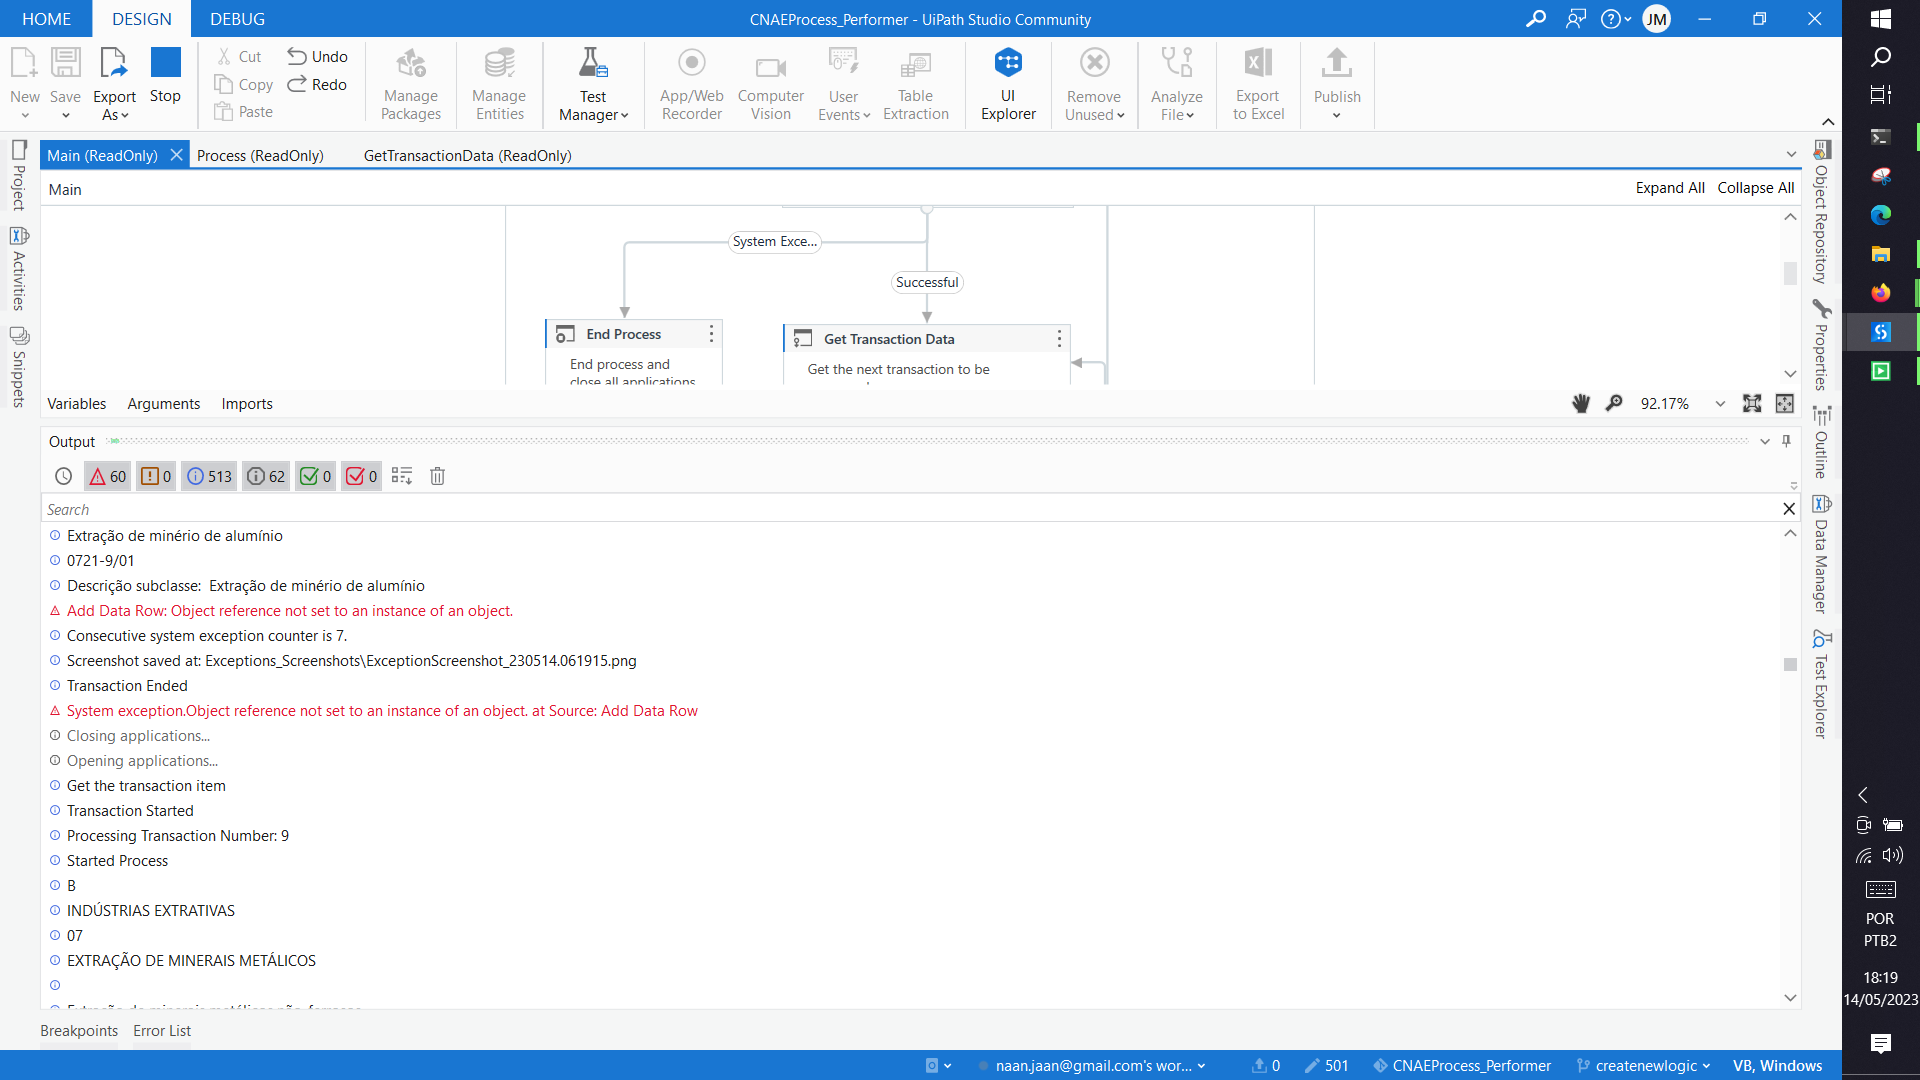 HOME DESIGN DEBUG
CNAEProcess_Performer - UiPath Studio Community
JM
New
Save
Export As
Stop
Cut
Copy
Paste
Undo
Redo
Manage Packages
Manage Entities
Test Manager
App/Web Recorder
Computer Vision
User Events
Table Extraction
UI Explorer
Remove Unused
Analyze File
Export to Excel
Publish
Main (ReadOnly)
Process (ReadOnly)
GetTransactionData (ReadOnly)
Main
Expand All Collapse All
Project
Activities
Snippets
System Exce...
Successful
End Process
End process and
close all applications
Get Transaction Data
Get the next transaction to be
Variables Arguments Imports
92.17%
Output
60 0 513 62 0 0
Search
Extração de minério de alumínio
0721-9/01
Descrição subclasse:  Extração de minério de alumínio
Add Data Row: Object reference not set to an instance of an object.
Consecutive system exception counter is 7.
Screenshot saved at: Exceptions_Screenshots\ExceptionScreenshot_230514.061915.png
Transaction Ended
System exception.Object reference not set to an instance of an object. at Source: Add Data Row
Closing applications...
Opening applications...
Get the transaction item
Transaction Started
Processing Transaction Number: 9
Started Process
B
INDÚSTRIAS EXTRATIVAS
07
EXTRAÇÃO DE MINERAIS METÁLICOS
Breakpoints Error List
Object Repository
Properties
Outline
Data Manager
Test Explorer
naan.jaan@gmail.com's wor...
0
501
CNAEProcess_Performer
createnewlogic
VB, Windows
POR
PTB2
18:19
14/05/2023